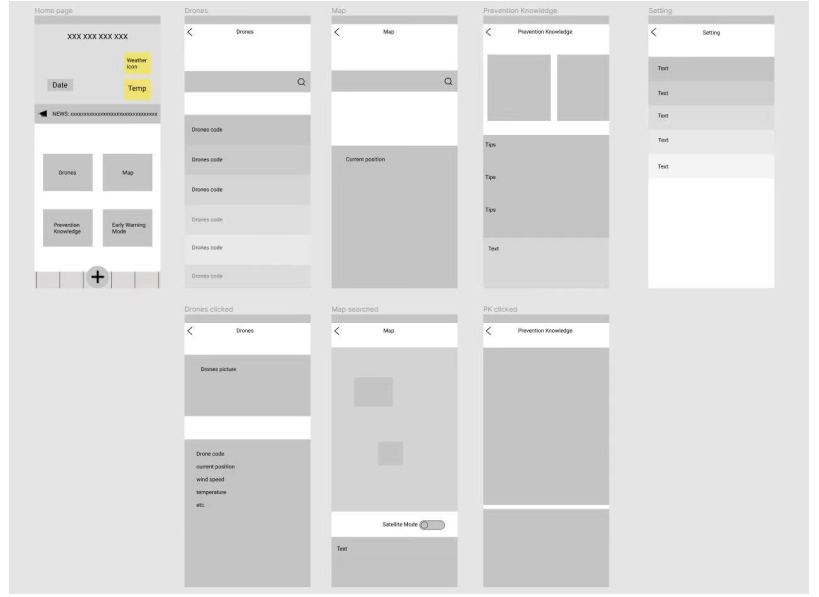 Home page
XXX XXX XXX XXX
Weather
Icon
Date
Temp
Drones
Map
Prevention
Knowledge
Early Warning
Mode
Drones
Drones
Drones code
Drones code
Drones code
Drones code
Drones code
Drones code
Map
Map
Current position
Prevention Knowledge
Prevention Knowledge
Tips
Tips
Tips
Text
Setting
Setting
Text
Text
Text
Text
Text
Drones clicked
Drones
Drones picture
Drone code
current position
wind speed
temperature
etc.
Map searched
Map
Satellite Mode
Text
PK clicked
Prevention Knowledge